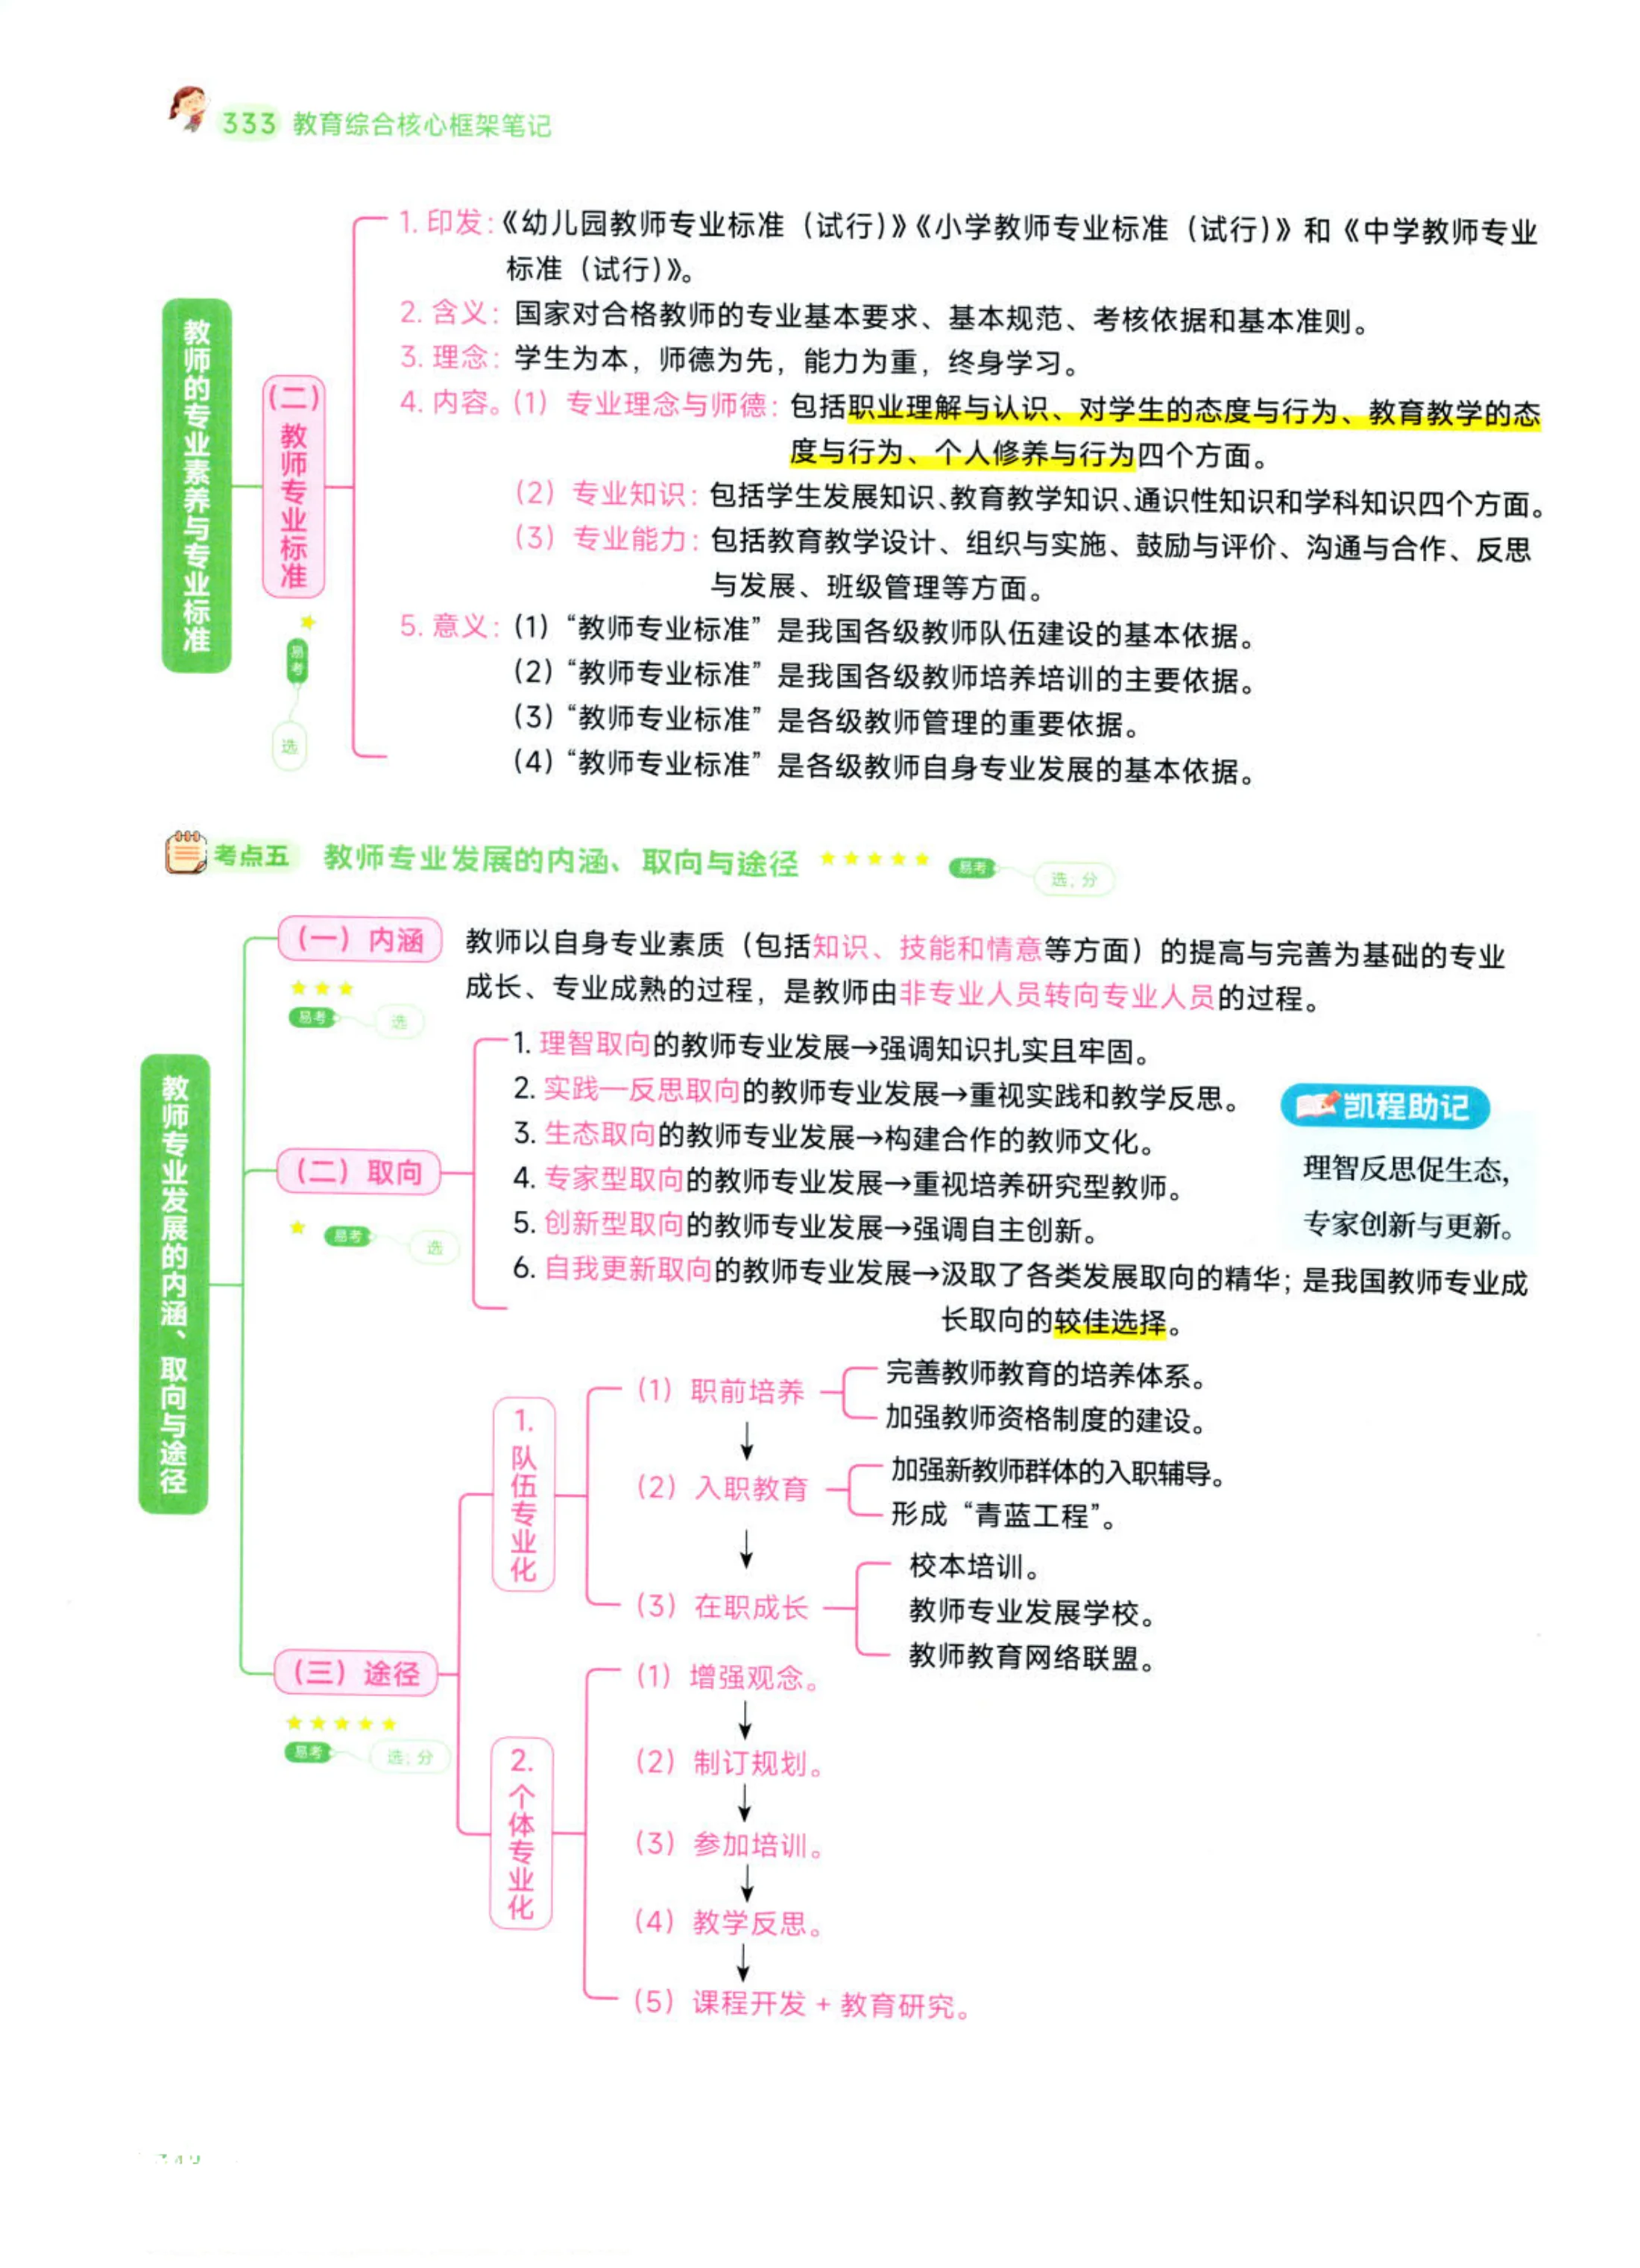 333 教育综合核心框架笔记
教师的专业素养与专业标准
(二)教师专业标准
易考
选
1. 印发：《幼儿园教师专业标准（试行）》《小学教师专业标准（试行）》和《中学教师专业
标准（试行）》。
2. 含义：国家对合格教师的专业基本要求、基本规范、考核依据和基本准则。
3. 理念：学生为本，师德为先，能力为重，终身学习。
4. 内容。（1）专业理念与师德：包括职业理解与认识、对学生的态度与行为、教育教学的态
度与行为、个人修养与行为四个方面。
（2）专业知识：包括学生发展知识、教育教学知识、通识性知识和学科知识四个方面。
（3）专业能力：包括教育教学设计、组织与实施、鼓励与评价、沟通与合作、反思
与发展、班级管理等方面。
5. 意义：（1）“教师专业标准”是我国各级教师队伍建设的基本依据。
（2）“教师专业标准”是我国各级教师培养培训的主要依据。
（3）“教师专业标准”是各级教师管理的重要依据。
（4）“教师专业标准”是各级教师自身专业发展的基本依据。
考点五 教师专业发展的内涵、取向与途径 易考 选；分
教师专业发展的内涵、取向与途径
（一）内涵
易考 选
教师以自身专业素质（包括知识、技能和情意等方面）的提高与完善为基础的专业
成长、专业成熟的过程，是教师由非专业人员转向专业人员的过程。
（二）取向
易考 选
1. 理智取向的教师专业发展→强调知识扎实且牢固。
2. 实践—反思取向的教师专业发展→重视实践和教学反思。
3. 生态取向的教师专业发展→构建合作的教师文化。
4. 专家型取向的教师专业发展→重视培养研究型教师。
5. 创新型取向的教师专业发展→强调自主创新。
6. 自我更新取向的教师专业发展→汲取了各类发展取向的精华；是我国教师专业成
长取向的较佳选择。
凯程助记
理智反思促生态，
专家创新与更新。
（三）途径
易考 选；分
1. 队伍专业化
（1）职前培养
完善教师教育的培养体系。
加强教师资格制度的建设。
（2）入职教育
加强新教师群体的入职辅导。
形成“青蓝工程”。
（3）在职成长
校本培训。
教师专业发展学校。
教师教育网络联盟。
2. 个体专业化
（1）增强观念。
（2）制订规划。
（3）参加培训。
（4）教学反思。
（5）课程开发 + 教育研究。